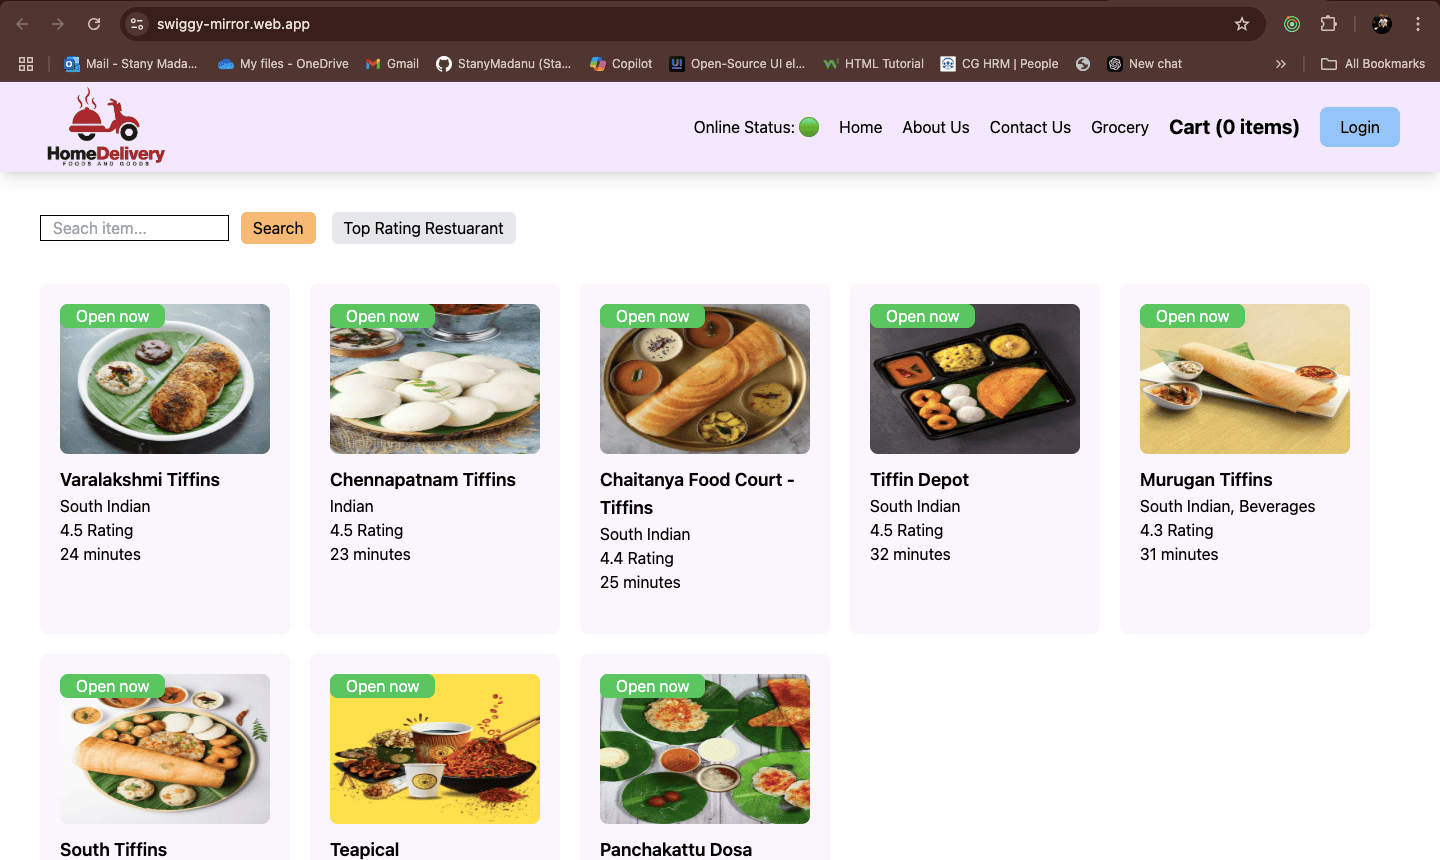 swiggy-mirror.web.app
Mail - Stany Mada...
My files - OneDrive
Gmail
StanyMadanu (Sta...
Copilot
Open-Source UI el...
HTML Tutorial
CG HRM | People
New chat
»
All Bookmarks
HomeDelivery
FOODS AND GOODS
Online Status:
Home
About Us
Contact Us
Grocery
Cart (0 items)
Login
Seach item...
Search
Top Rating Restuarant
Open now
Open now
Open now
Open now
Open now
Varalakshmi Tiffins
South Indian
4.5 Rating
24 minutes
Chennapatnam Tiffins
Indian
4.5 Rating
23 minutes
Chaitanya Food Court -
Tiffins
South Indian
4.4 Rating
25 minutes
Tiffin Depot
South Indian
4.5 Rating
32 minutes
Murugan Tiffins
South Indian, Beverages
4.3 Rating
31 minutes
Open now
Open now
Open now
South Tiffins
Teapical
Panchakattu Dosa